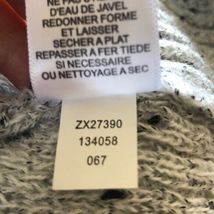 NE PAS
D'EAU DE JAVEL
REDONNER FORME
ET LAISSER
SECHER A PLAT
REPASSER A FER TIEDE
SI NECESSAIRE
OU NETTOYAGE A SEC
ZX27390
134058
067